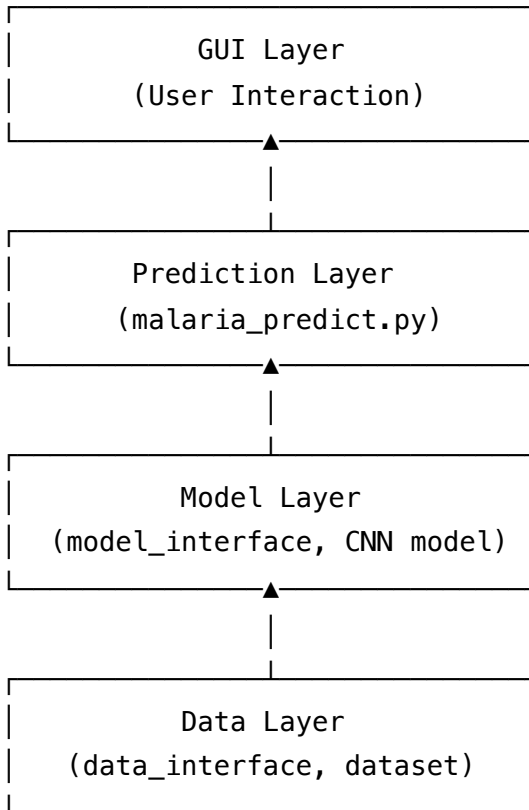 GUI Layer
(User Interaction)
Prediction Layer
(malaria_predict.py)
Model Layer
(model_interface, CNN model)
Data Layer
(data_interface, dataset)